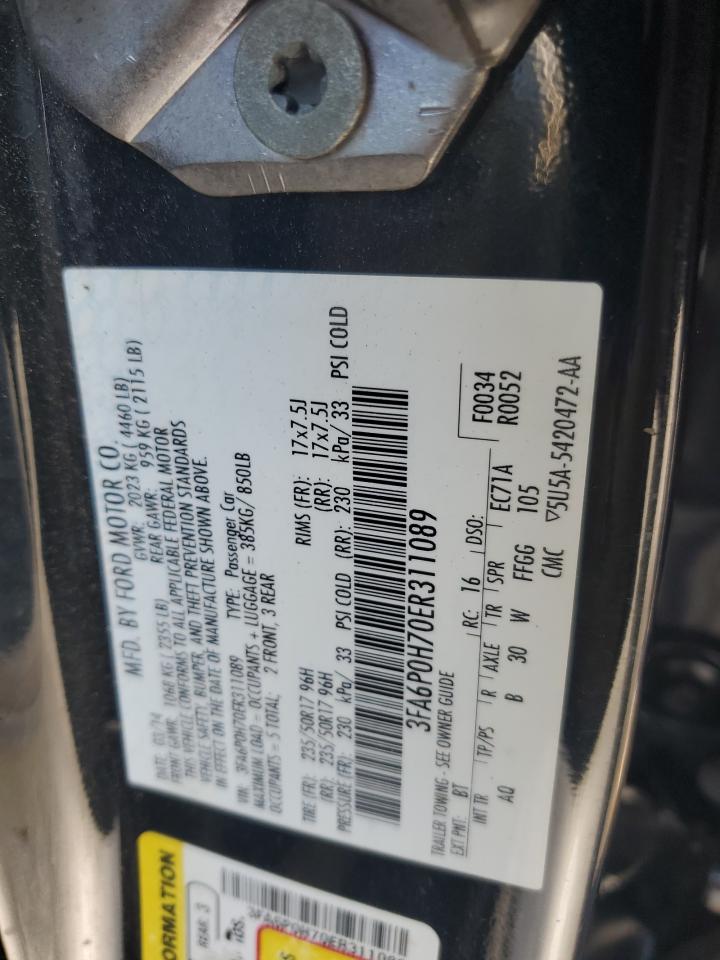 MFD. BY FORD MOTOR CO.
DATE: 03/14 GVWR: 2023 KG ( 4460 LB)
FRONT GAWR: 1068 KG ( 2355 LB) REAR GAWR: 959 KG ( 2115 LB)
THIS VEHICLE CONFORMS TO ALL APPLICABLE FEDERAL MOTOR
VEHICLE SAFETY, BUMPER, AND THEFT PREVENTION STANDARDS
IN EFFECT ON THE DATE OF MANUFACTURE SHOWN ABOVE.
VIN: 3FA6P0H70ER311089 TYPE: Passenger Car
MAXIMUM LOAD = OCCUPANTS + LUGGAGE = 385KG/ 850LB
OCCUPANTS = 5 TOTAL, 2 FRONT, 3 REAR
TIRE (FR): 235/50R17 96H RIMS (FR): 17x7.5J
(RR): 235/50R17 96H (RR): 17x7.5J
PRESSURE (FR): 230 kPa/ 33 PSI COLD (RR): 230 kPa/ 33 PSI COLD
3FA6P0H70ER311089
TRAILER TOWING - SEE OWNER GUIDE
EXT PNT: BT RC: 16 DSO: F0034
R0052
INT TR TP/PS R AXLE TR SPR EC71A
AQ B 30 W FFGG 105
CMC ▽5U5A-5420472-AA
ORMATION
REAR 3
3FA6P0H70ER311089